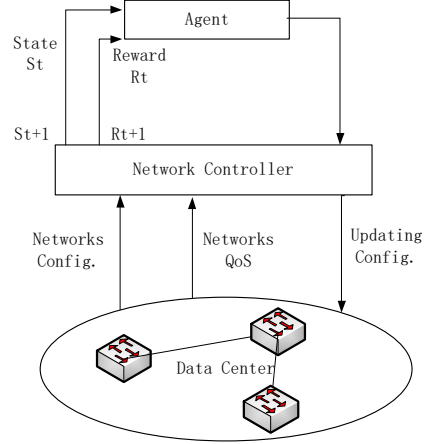 Agent
State
St
Reward
Rt
St+1
Rt+1
Network Controller
Networks
Config.
Networks
QoS
Updating
Config.
Data Center